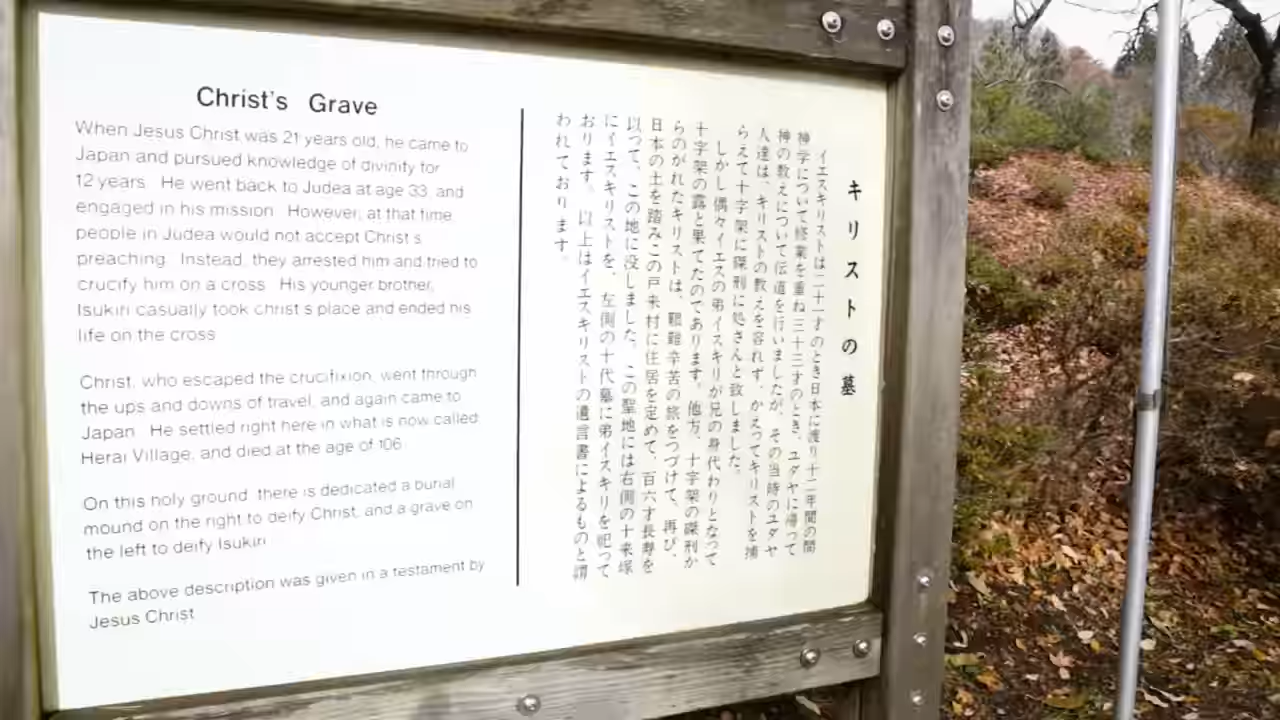 Christ's Grave
When Jesus Christ was 21 years old, he came to
Japan and pursued knowledge of divinity for
12 years. He went back to Judea at age 33 and
engaged in his mission. However, at that time
people in Judea would not accept Christ's
preaching. Instead, they arrested him and tried to
crucify him on a cross. His younger brother,
Isukiri casually took christ's place and ended his
life on the cross
Christ, who escaped the crucifixion, went through
the ups and downs of travel, and again came to
Japan. He settled right here in what is now called
Herai Village, and died at the age of 106
On this holy ground there is dedicated a burial
mound on the right to deify Christ, and a grave on
the left to deify Isukiri
The above description was given in a testament by
Jesus Christ
キリストの墓
イエスキリストは二十一才のとき日本に渡り十二年間の間
神学について修業を重ね三十三才のとき、ユダヤに帰って
神の教えについて伝道を行いましたが、その当時のユダヤ
人達は、キリストの教えを容れず、かえってキリストを捕
らえて十字架に磔刑に処さんと致しました。
しかし偶々イエスの弟イスキリが兄の身代わりとなって
十字架の露と果てたのであります。他方、十字架の磔刑か
らのがれたキリストは、艱難辛苦の旅をつづけて、再び、
日本の土を踏みこの戸来村に住居を定めて、百六才長寿を
以って、この地に没しました。この聖地には右側の十来塚
にイエスキリストを、左側の十代墓に弟イスキリを祀って
おります。以上はイエスキリストの遺言書によるものと謂
われております。